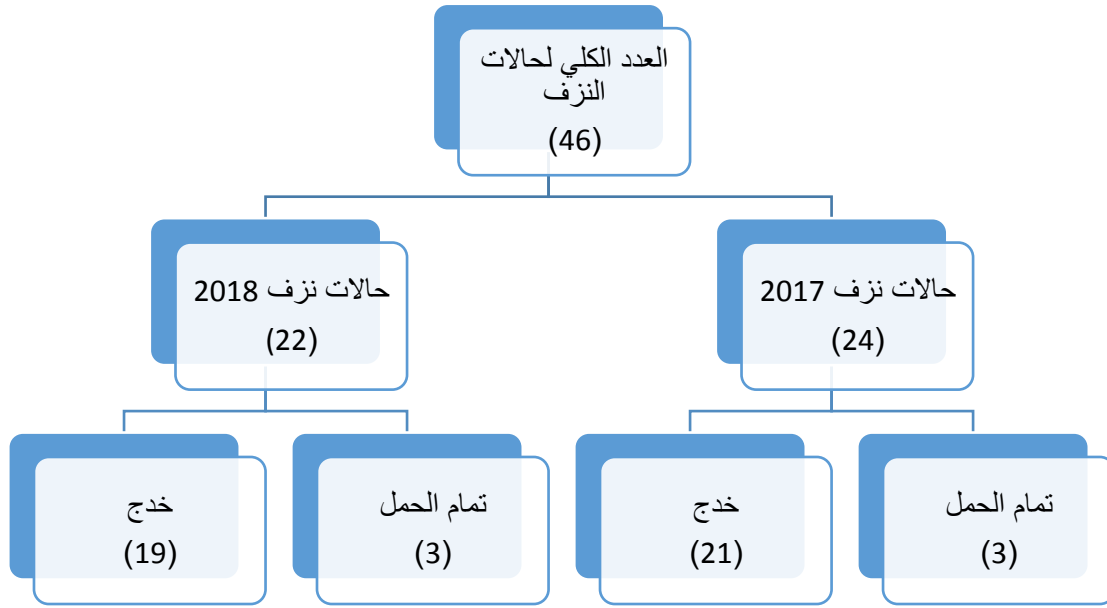 العدد الكلي لحالات
النزف
(46)
حالات نزف 2017
(24)
حالات نزف 2018
(22)
تمام الحمل
(3)
خدج
(21)
تمام الحمل
(3)
خدج
(19)